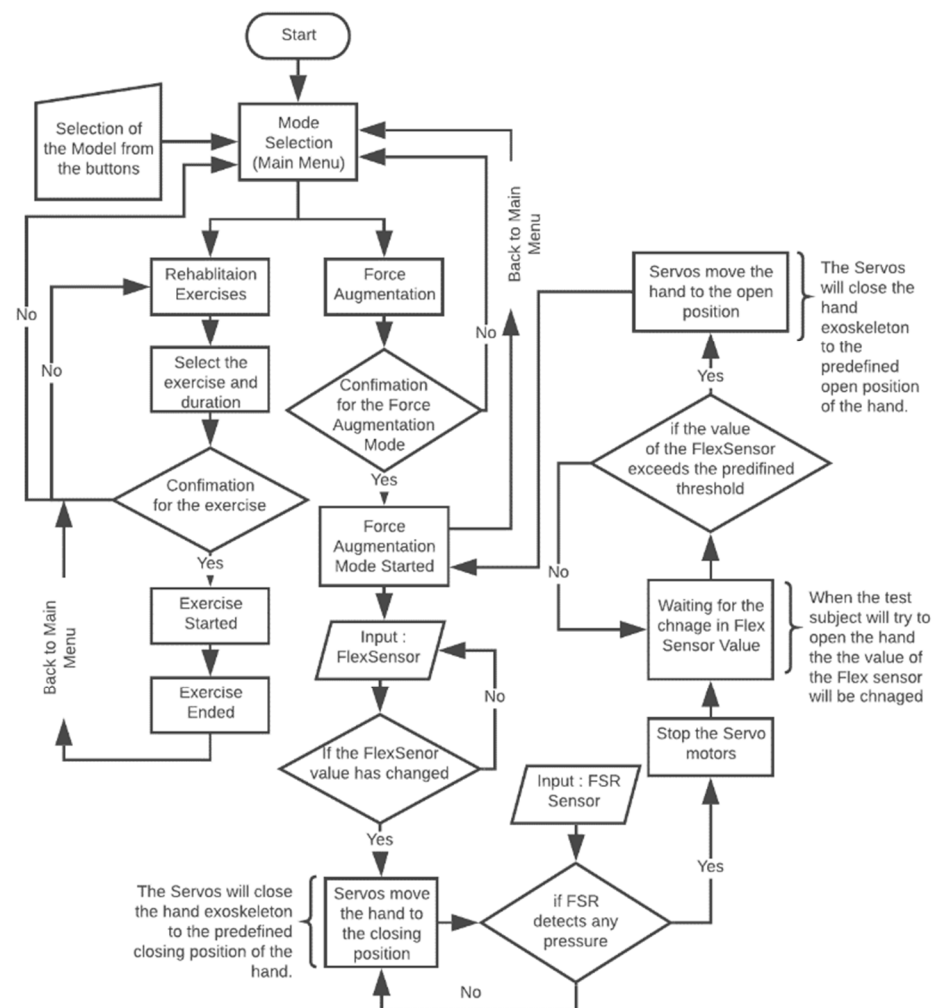 Start
Selection of
the Model from
the buttons
Mode
Selection
(Main Menu)
Back to Main
Menu
Rehablitaion
Exercises
Force
Augmentation
No
No
No
Select the
exercise and
duration
Confimation
for the Force
Augmentation
Mode
Yes
Confimation
for the exercise
Yes
Exercise
Started
Exercise
Ended
Back to Main
Menu
Force
Augmentation
Mode Started
Input :
FlexSensor
No
If the FlexSenor
value has changed
Yes
The Servos will close
the hand exoskeleton
to the predefined
closing position of the
hand.
Servos move
the hand to
the closing
position
Input : FSR
Sensor
if FSR
detects any
pressure
No
Yes
Stop the Servo
motors
Waiting for the
chnage in Flex
Sensor Value
When the test
subject will try to
open the hand
the the value of
the Flex sensor
will be chnaged
No
if the value
of the FlexSensor
exceeds the predifined
threshold
Yes
Servos move the
hand to the open
position
The Servos
will close the
hand
exoskeleton
to the
predefined
open position
of the hand.